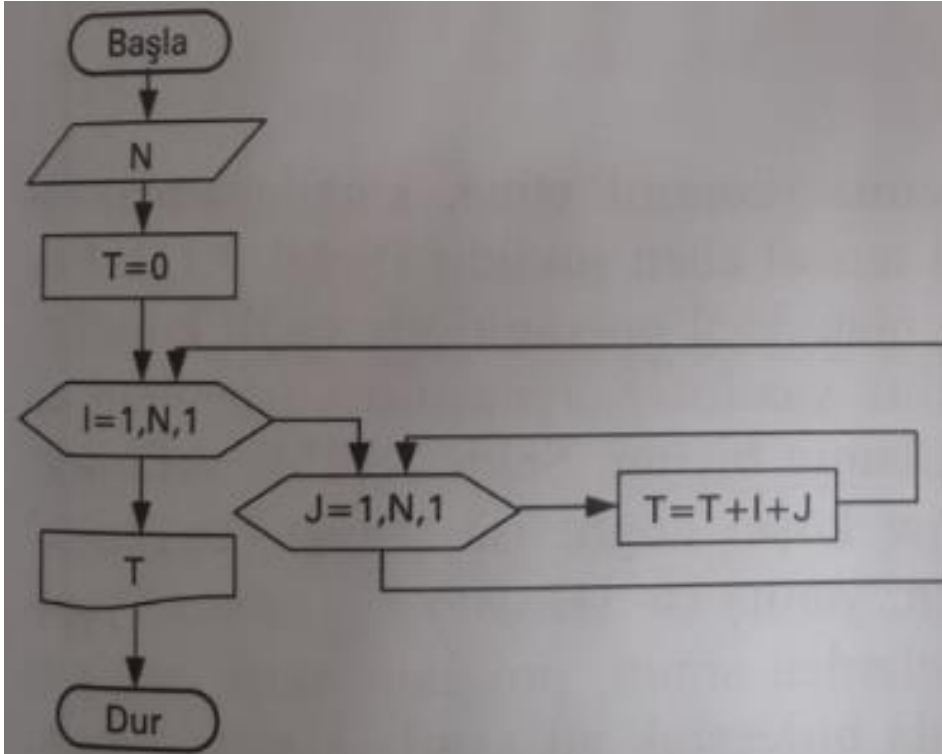 Başla
N
T=0
I=1,N,1
J=1,N,1
T=T+I+J
T
Dur